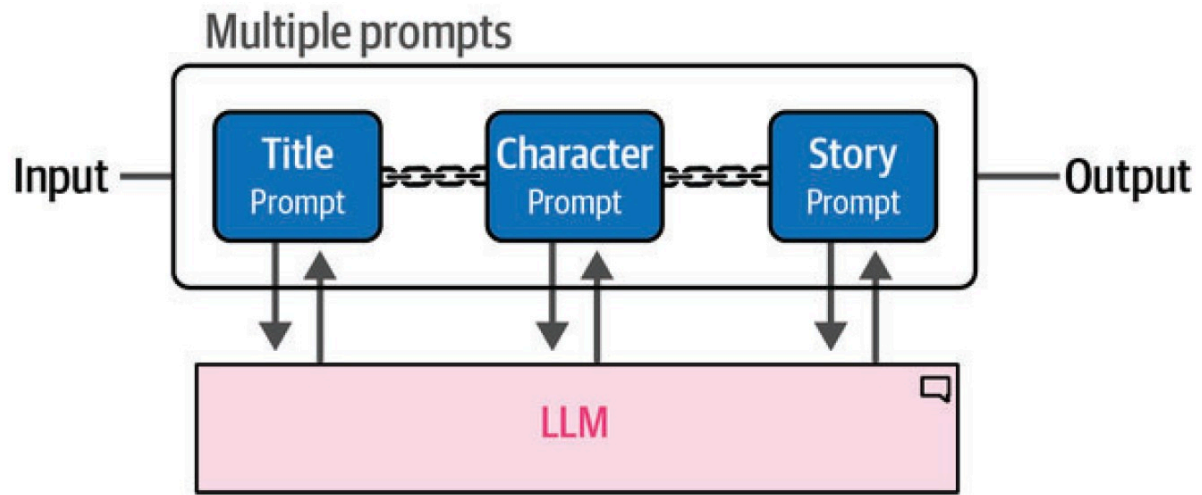 Multiple prompts
Input
Title
Prompt
Character
Prompt
Story
Prompt
Output
LLM